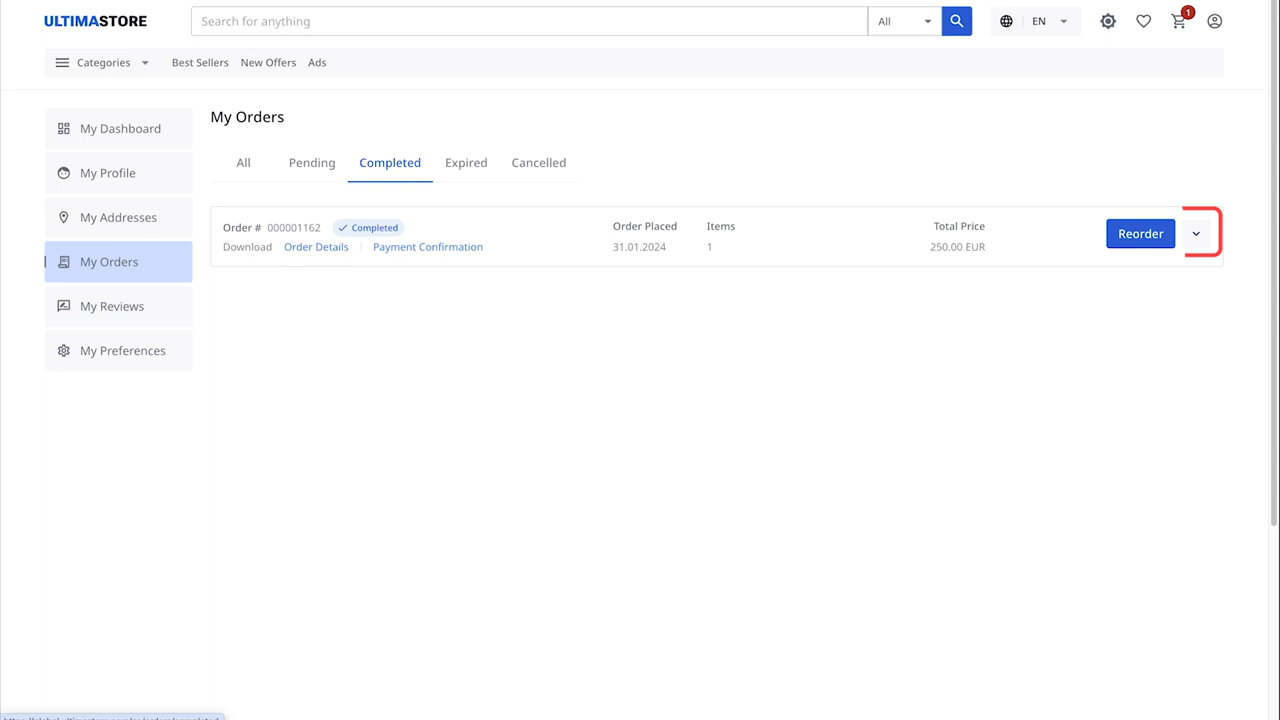 ULTIMASTORE
Search for anything
All
EN
1
Categories
Best Sellers
New Offers
Ads
My Dashboard
My Profile
My Addresses
My Orders
My Reviews
My Preferences
My Orders
All
Pending
Completed
Expired
Cancelled
Order # 000001162
Completed
Download
Order Details
Payment Confirmation
Order Placed
31.01.2024
Items
1
Total Price
250.00 EUR
Reorder